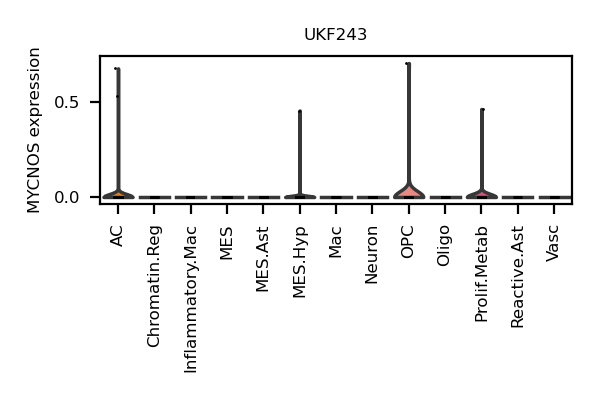 UKF243
MYCNOS expression
0.5
0.0
AC
Chromatin.Reg
Inflammatory.Mac
MES
MES.Ast
MES.Hyp
Mac
Neuron
OPC
Oligo
Prolif.Metab
Reactive.Ast
Vasc